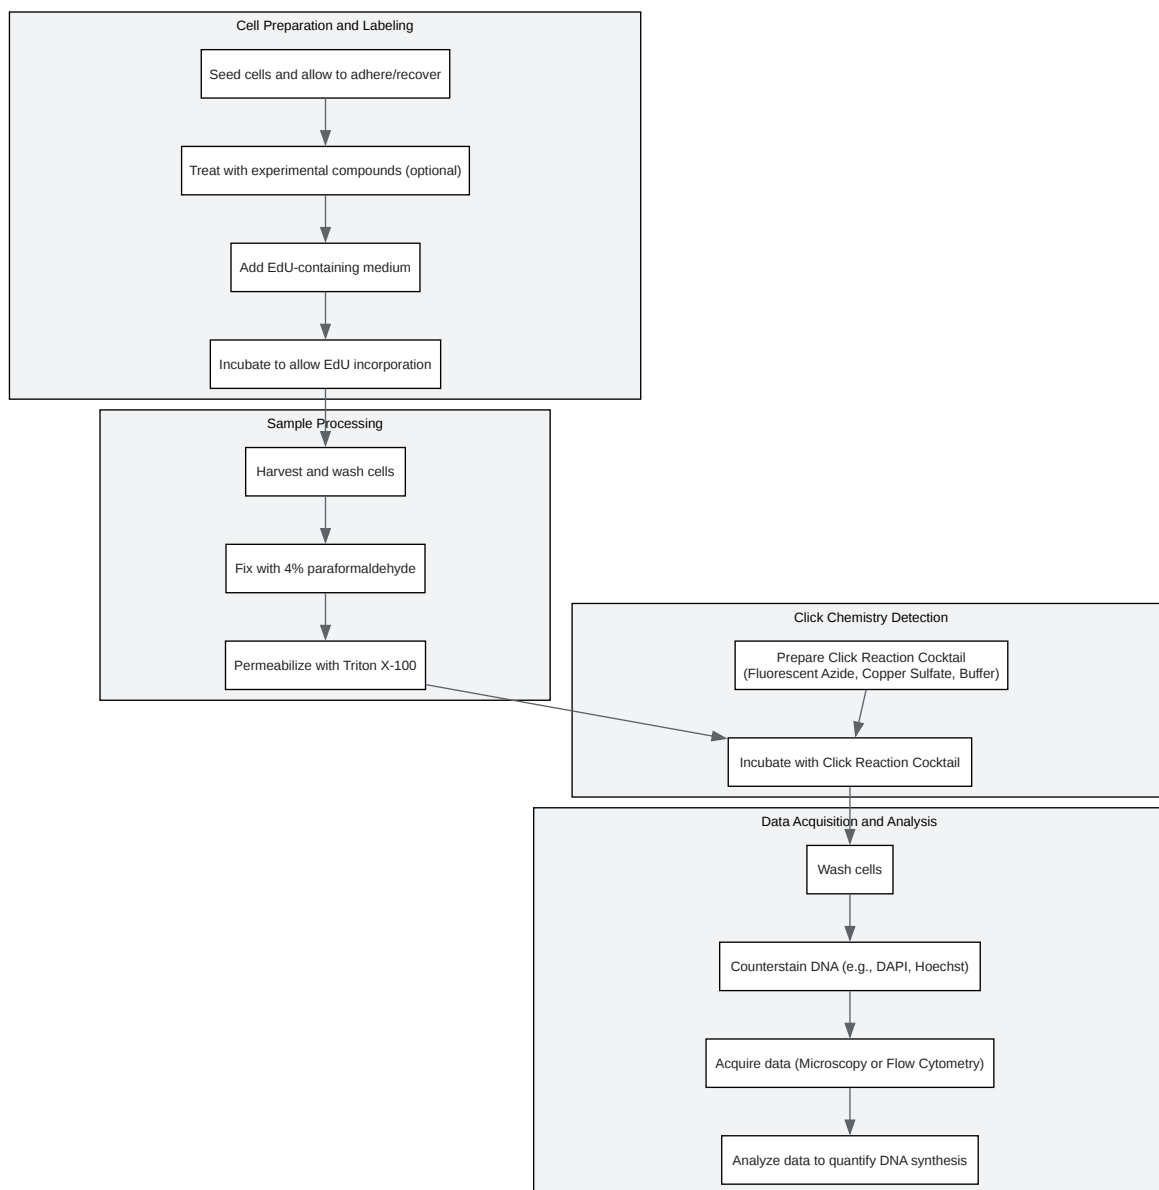 Cell Preparation and Labeling
Seed cells and allow to adhere/recover
Treat with experimental compounds (optional)
Add EdU-containing medium
Incubate to allow EdU incorporation
Sample Processing
Harvest and wash cells
Fix with 4% paraformaldehyde
Permeabilize with Triton X-100
Click Chemistry Detection
Prepare Click Reaction Cocktail
(Fluorescent Azide, Copper Sulfate, Buffer)
Incubate with Click Reaction Cocktail
Data Acquisition and Analysis
Wash cells
Counterstain DNA (e.g., DAPI, Hoechst)
Acquire data (Microscopy or Flow Cytometry)
Analyze data to quantify DNA synthesis